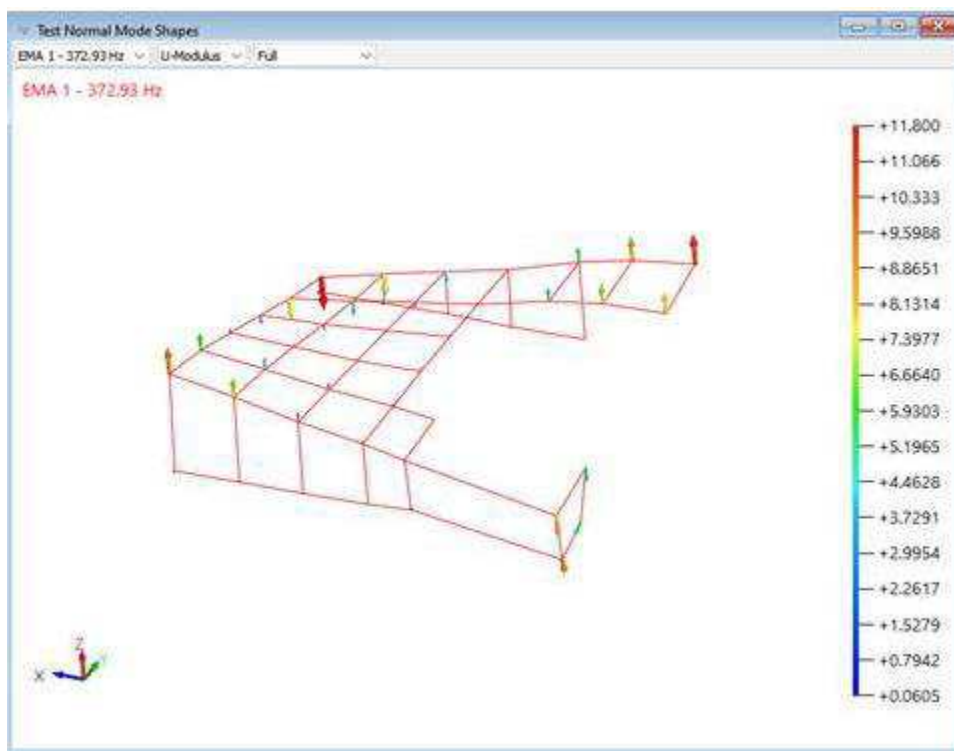 Test Normal Mode Shapes
EMA 1 - 372.93 Hz U-Modulus Full
EMA 1 - 372.93 Hz
+11.800
+11.066
+10.333
+9.5988
+8.8651
+8.1314
+7.3977
+6.6640
+5.9303
+5.1965
+4.4628
+3.7291
+2.9954
+2.2617
+1.5279
+0.7942
+0.0605
Z
X
Y